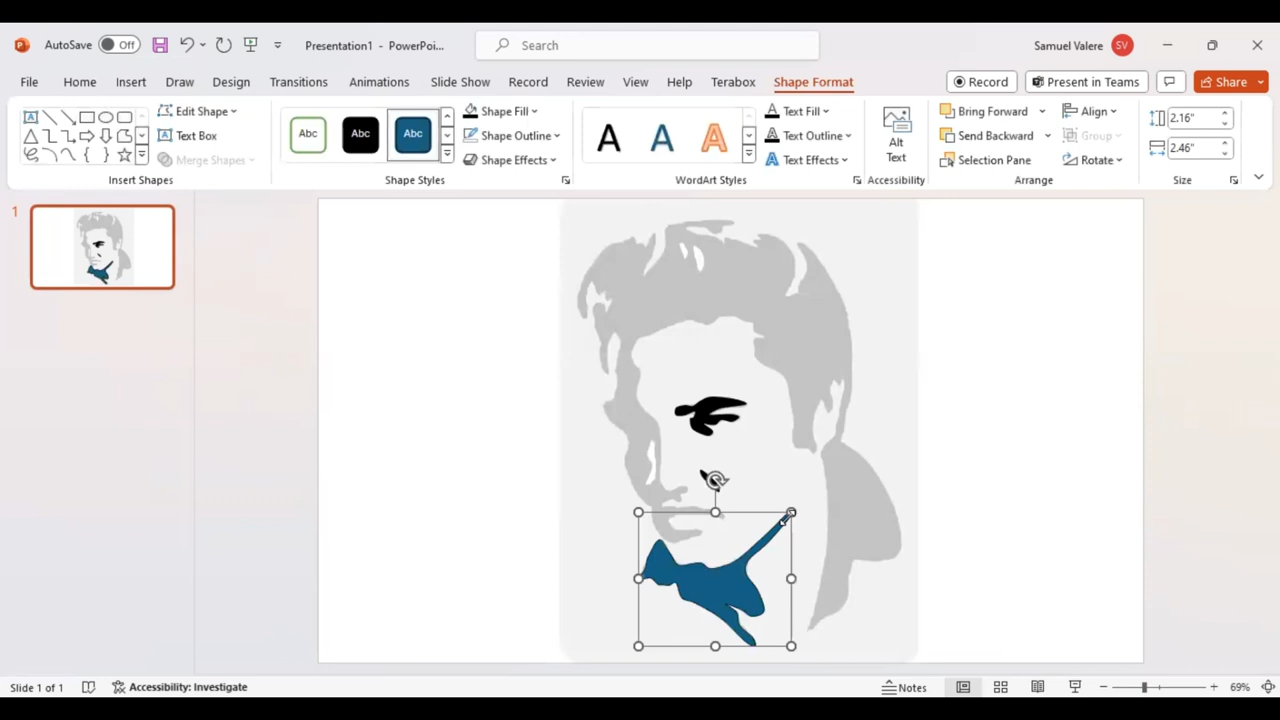 AutoSave Off Presentation1 - PowerPoi... Search Samuel Valere SV
File Home Insert Draw Design Transitions Animations Slide Show Record Review View Help Terabox Shape Format Record Present in Teams Share
Edit Shape
Text Box
Merge Shapes
Insert Shapes
Abc Abc Abc
Shape Fill
Shape Outline
Shape Effects
Shape Styles
A A A
Text Fill
Text Outline
Text Effects
WordArt Styles
Alt
Text
Accessibility
Bring Forward
Send Backward
Selection Pane
Align
Group
Rotate
Arrange
2.16"
2.46"
Size
1
Slide 1 of 1 Accessibility: Investigate Notes 69%